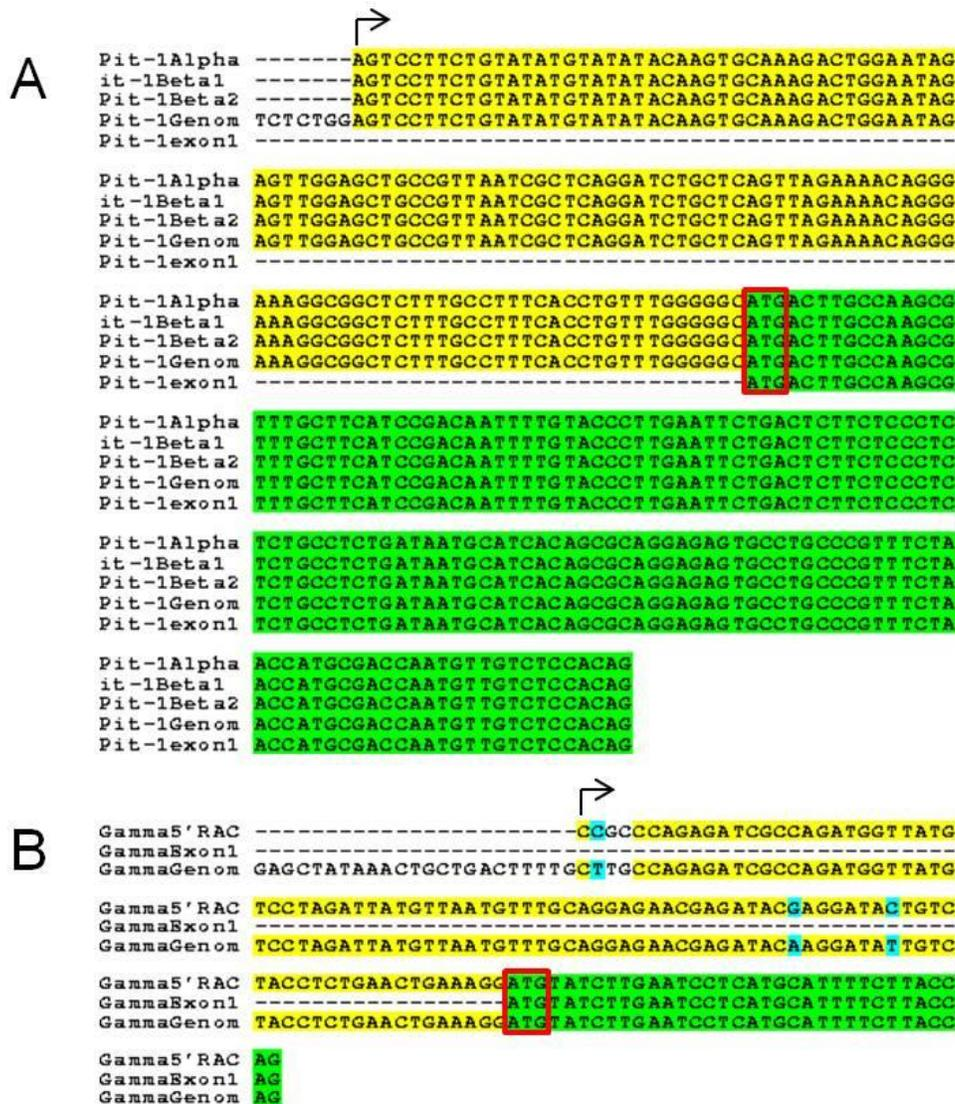 A
Pit-1Alpha -------AGTCCTTCTGTATATGTATATACAAGTGCAAAGACTGGAATAG
it-1Beta1 -------AGTCCTTCTGTATATGTATATACAAGTGCAAAGACTGGAATAG
Pit-1Beta2 -------AGTCCTTCTGTATATGTATATACAAGTGCAAAGACTGGAATAG
Pit-1Genom TCTCTGGAGTCCTTCTGTATATGTATATACAAGTGCAAAGACTGGAATAG
Pit-1exon1 --------------------------------------------------
Pit-1Alpha AGTTGGAGCTGCCGTTAATCGCTCAGGATCTGCTCAGTTAGAAAACAGGG
it-1Beta1 AGTTGGAGCTGCCGTTAATCGCTCAGGATCTGCTCAGTTAGAAAACAGGG
Pit-1Beta2 AGTTGGAGCTGCCGTTAATCGCTCAGGATCTGCTCAGTTAGAAAACAGGG
Pit-1Genom AGTTGGAGCTGCCGTTAATCGCTCAGGATCTGCTCAGTTAGAAAACAGGG
Pit-1exon1 --------------------------------------------------
Pit-1Alpha AAAGGCGGCTCTTTGCCTTTCACCTGTTTGGGGGCATGACTTGCCAAGCG
it-1Beta1 AAAGGCGGCTCTTTGCCTTTCACCTGTTTGGGGGCATGACTTGCCAAGCG
Pit-1Beta2 AAAGGCGGCTCTTTGCCTTTCACCTGTTTGGGGGCATGACTTGCCAAGCG
Pit-1Genom AAAGGCGGCTCTTTGCCTTTCACCTGTTTGGGGGCATGACTTGCCAAGCG
Pit-1exon1 -----------------------------------ATGACTTGCCAAGCG
Pit-1Alpha TTTGCTTCATCCGACAATTTTGTACCCTTGAATTCTGACTCTTCTCCCTC
it-1Beta1 TTTGCTTCATCCGACAATTTTGTACCCTTGAATTCTGACTCTTCTCCCTC
Pit-1Beta2 TTTGCTTCATCCGACAATTTTGTACCCTTGAATTCTGACTCTTCTCCCTC
Pit-1Genom TTTGCTTCATCCGACAATTTTGTACCCTTGAATTCTGACTCTTCTCCCTC
Pit-1exon1 TTTGCTTCATCCGACAATTTTGTACCCTTGAATTCTGACTCTTCTCCCTC
Pit-1Alpha TCTGCCTCTGATAATGCATCACAGCGCAGGAGAGTGCCTGCCCGTTTCTA
it-1Beta1 TCTGCCTCTGATAATGCATCACAGCGCAGGAGAGTGCCTGCCCGTTTCTA
Pit-1Beta2 TCTGCCTCTGATAATGCATCACAGCGCAGGAGAGTGCCTGCCCGTTTCTA
Pit-1Genom TCTGCCTCTGATAATGCATCACAGCGCAGGAGAGTGCCTGCCCGTTTCTA
Pit-1exon1 TCTGCCTCTGATAATGCATCACAGCGCAGGAGAGTGCCTGCCCGTTTCTA
Pit-1Alpha ACCATGCGACCAATGTTGTCTCCACAG
it-1Beta1 ACCATGCGACCAATGTTGTCTCCACAG
Pit-1Beta2 ACCATGCGACCAATGTTGTCTCCACAG
Pit-1Genom ACCATGCGACCAATGTTGTCTCCACAG
Pit-1exon1 ACCATGCGACCAATGTTGTCTCCACAG
B
Gamma5'RAC -----------------------CCGCCCAGAGATCGCCAGATGGTTATG
GammaExon1 --------------------------------------------------
GammaGenom GAGCTATAAACTGCTGACTTTTGCTTGCCAGAGATCGCCAGATGGTTATG
Gamma5'RAC TCCTAGATTATGTTAATGTTTGCAGGAGAACGAGATACGAGGATACTGTC
GammaExon1 --------------------------------------------------
GammaGenom TCCTAGATTATGTTAATGTTTGCAGGAGAACGAGATACAAGGATATTGTC
Gamma5'RAC TACCTCTGAACTGAAAGGATGTATCTTGAATCCTCATGCATTTTCTTACC
GammaExon1 ------------------ATGTATCTTGAATCCTCATGCATTTTCTTACC
GammaGenom TACCTCTGAACTGAAAGGATGTATCTTGAATCCTCATGCATTTTCTTACC
Gamma5'RAC AG
GammaExon1 AG
GammaGenom AG